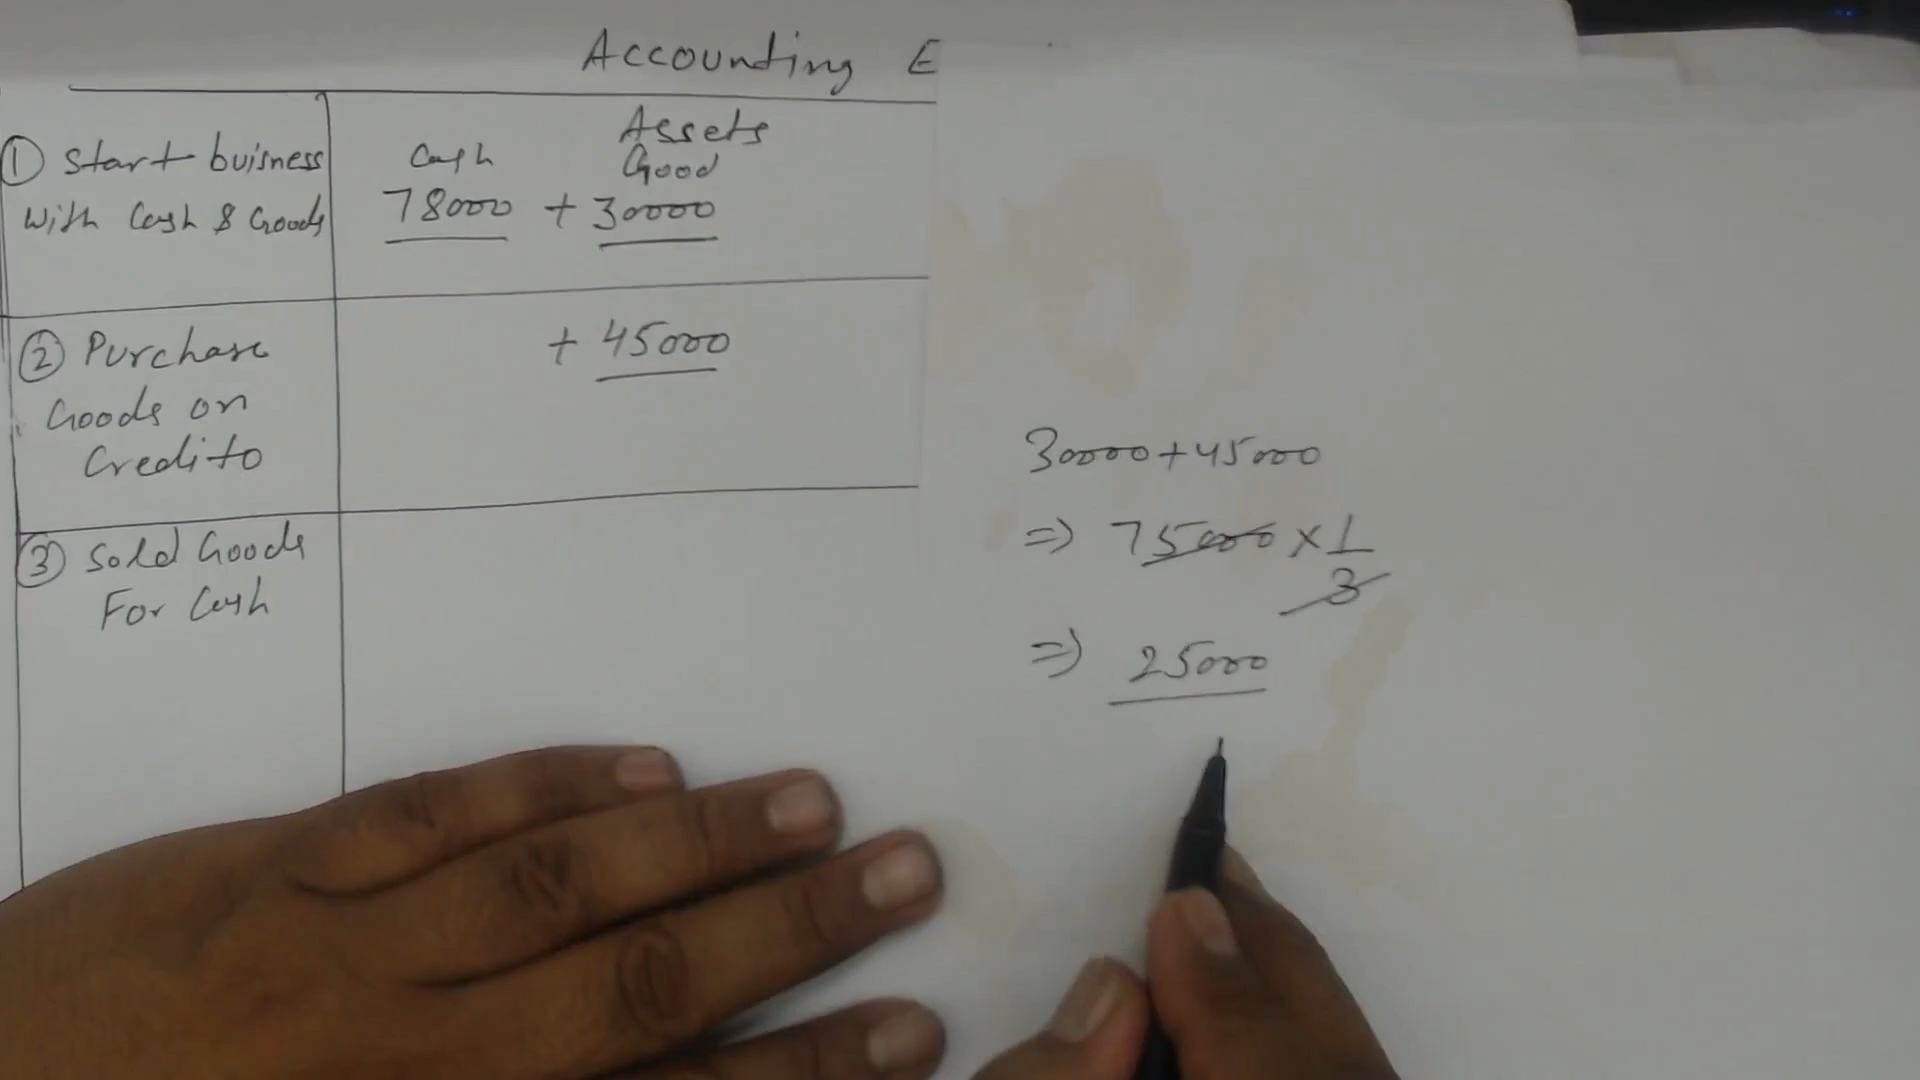 Accounting E
① Start buisness
With Cash & Goods
Cash
Assets
Good
78000 + 30000
② Purchase
Goods on
Credito
+ 45000
③ Sold Goods
For Cash
30000+45000
=> 75000 × 1
3
=> 25000